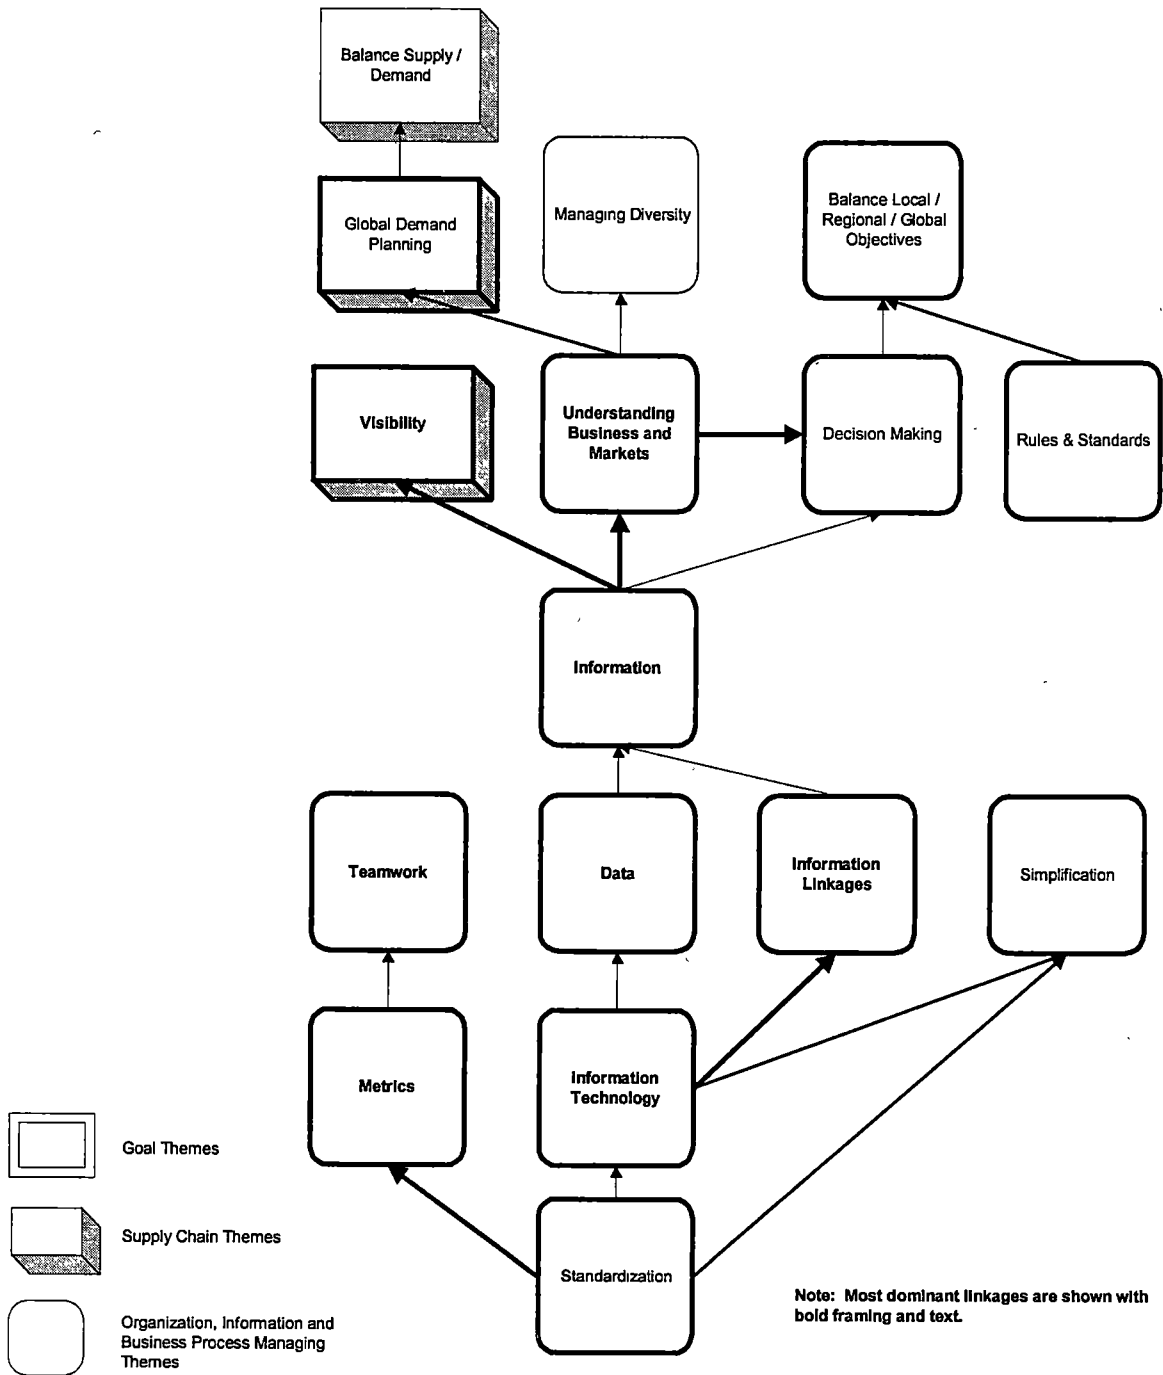 Balance Supply /
Demand
Global Demand
Planning
Managing Diversity
Balance Local /
Regional / Global
Objectives
Visibility
Understanding
Business and
Markets
Decision Making
Rules & Standards
Information
Teamwork
Data
Information
Linkages
Simplification
Metrics
Information
Technology
Standardization
Goal Themes
Supply Chain Themes
Organization, Information and
Business Process Managing
Themes
Note: Most dominant linkages are shown with
bold framing and text.